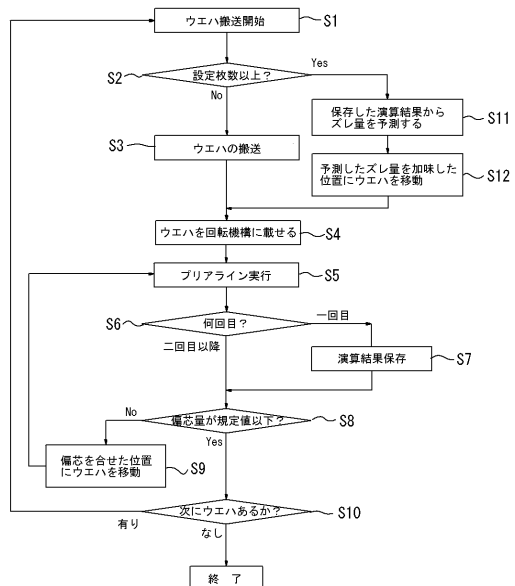 ウエハ搬送開始
S1
設定枚数以上?
S2
Yes
No
保存した演算結果から
ズレ量を予測する
S11
ウエハの搬送
S3
予測したズレ量を加味した
位置にウエハを移動
S12
ウエハを回転機構に載せる
S4
プリアライン実行
S5
何回目?
S6
一回目
二回目以降
演算結果保存
S7
偏芯量が規定値以下?
S8
No
Yes
偏芯を合せた位置
にウエハを移動
S9
次にウエハあるか?
S10
有り
なし
終 了